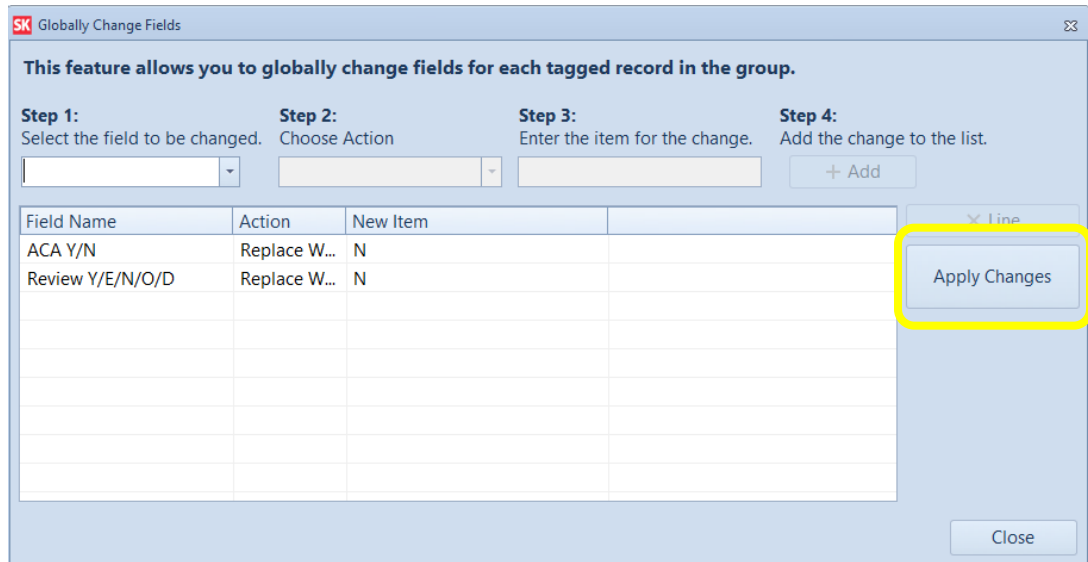 SK Globally Change Fields
This feature allows you to globally change fields for each tagged record in the group.
Step 1: Step 2: Step 3: Step 4:
Select the field to be changed. Choose Action Enter the item for the change. Add the change to the list.
+ Add
Field Name Action New Item
× Line
ACA Y/N Replace W... N
Review Y/E/N/O/D Replace W... N
Apply Changes
Close